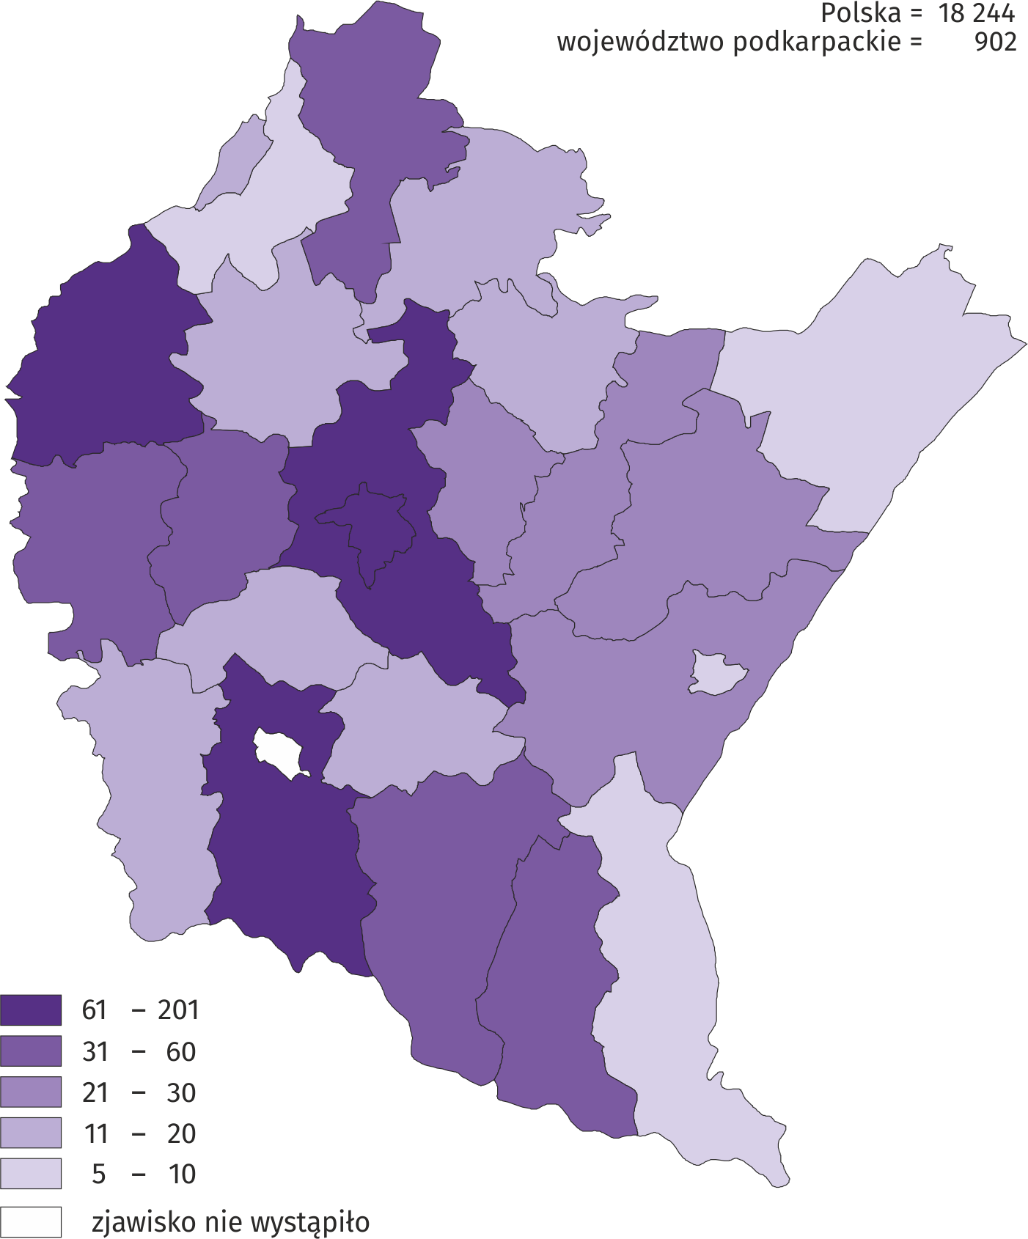 Polska = 18 244
województwo podkarpackie = 902
61 – 201
31 – 60
21 – 30
11 – 20
5 – 10
zjawisko nie wystąpiło